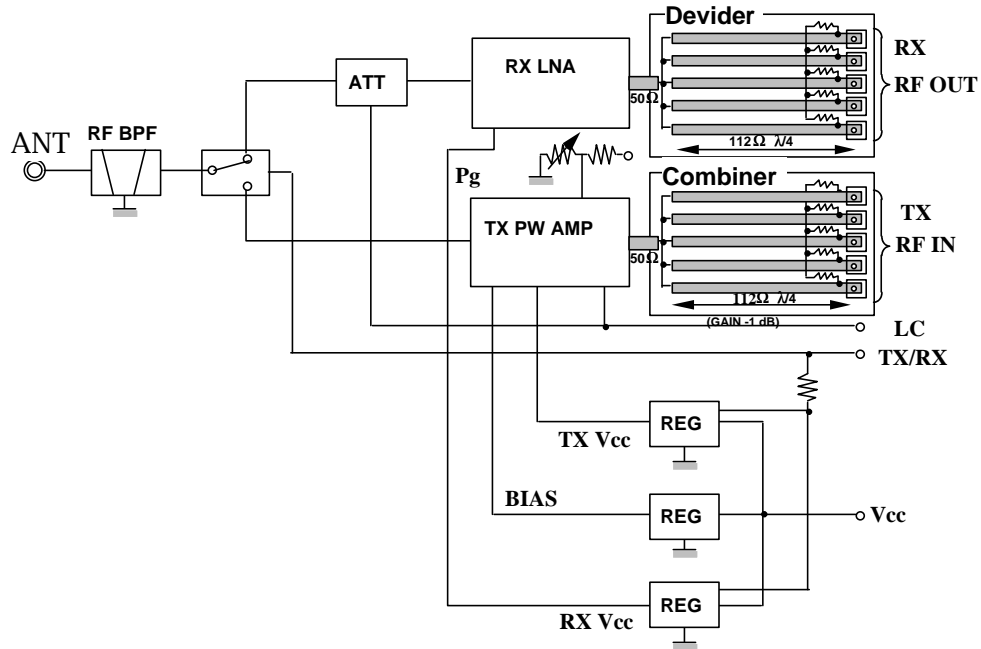 Devider
RX
RF OUT
RX LNA
ATT
50Ω
112Ω λ/4
ANT
RF BPF
Pg
Combiner
TX
RF IN
TX PW AMP
50Ω
112Ω λ/4
(GAIN -1 dB)
LC
TX/RX
REG
TX Vcc
BIAS
REG
Vcc
REG
RX Vcc